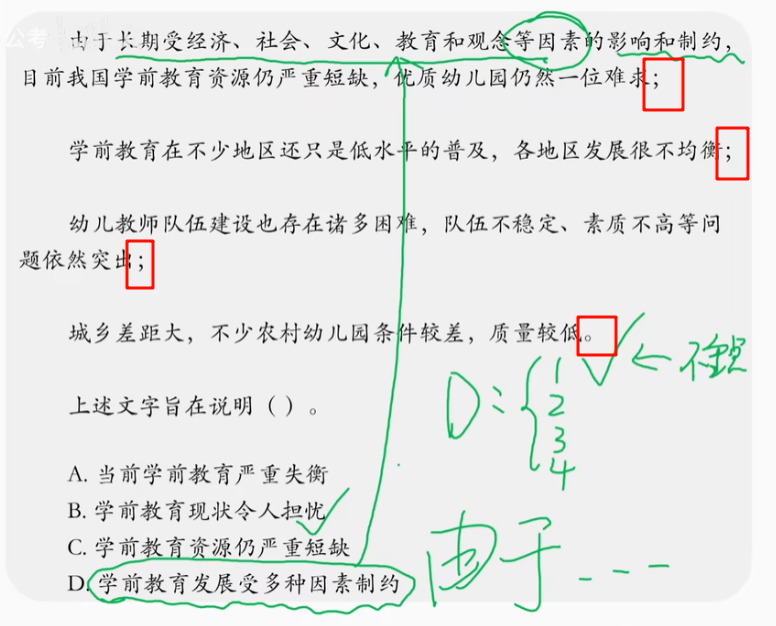 公考
由于长期受经济、社会、文化、教育和观念等因素的影响和制约，
目前我国学前教育资源仍严重短缺，优质幼儿园仍然一位难求；
学前教育在不少地区还只是低水平的普及，各地区发展很不均衡；
幼儿教师队伍建设也存在诸多困难，队伍不稳定、素质不高等问
题依然突出；
城乡差距大，不少农村幼儿园条件较差，质量较低。
上述文字旨在说明（ ）。
D：{1
2
3
4
A. 当前学前教育严重失衡
B. 学前教育现状令人担忧
C. 学前教育资源仍严重短缺
D. 学前教育发展受多种因素制约
由于---